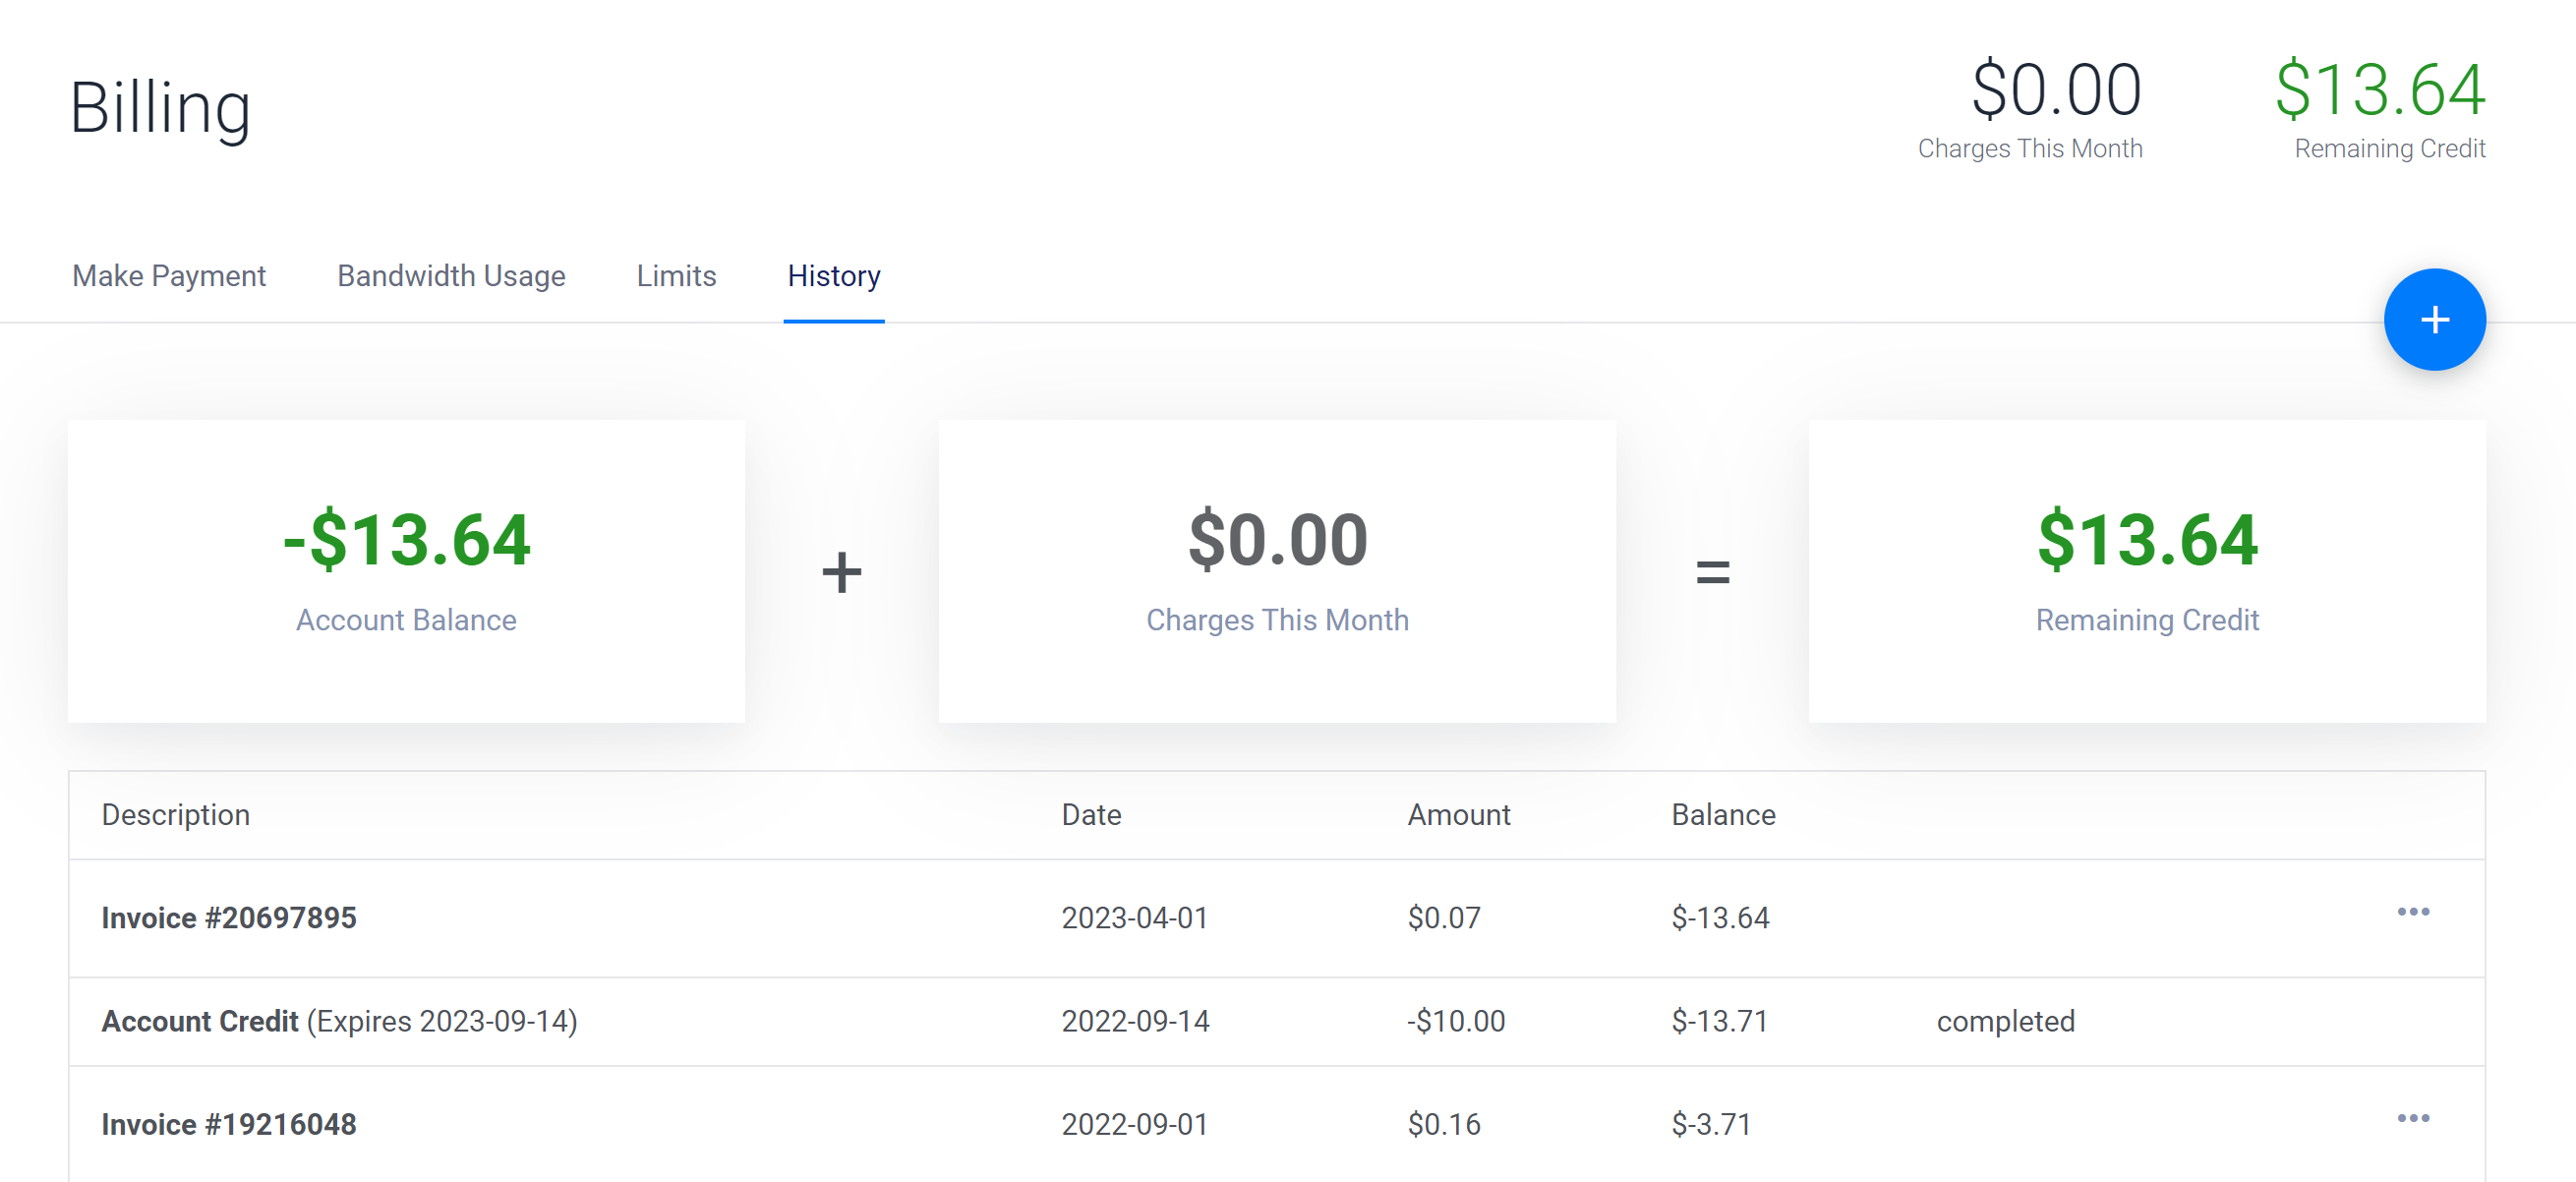 Billing
$0.00
Charges This Month
$13.64
Remaining Credit
Make Payment Bandwidth Usage Limits History
+
-$13.64
Account Balance
+
$0.00
Charges This Month
=
$13.64
Remaining Credit
Description Date Amount Balance
Invoice #20697895 2023-04-01 $0.07 $-13.64 •••
Account Credit (Expires 2023-09-14) 2022-09-14 -$10.00 $-13.71 completed
Invoice #19216048 2022-09-01 $0.16 $-3.71 •••